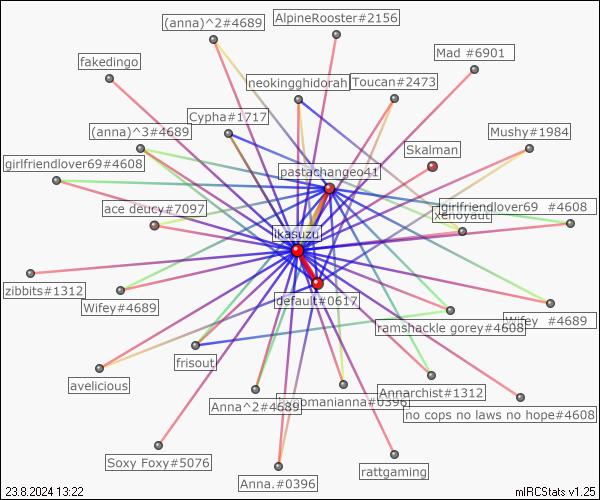 (anna)^2#4689
AlpineRooster#2156
Mad #6901
fakedingo
neokingghidorah
Toucan#2473
Cypha#1717
(anna)^3#4689
Mushy#1984
Skalman
girlfriendlover69#4608
pastachangeo41
ace deucy#7097
girlfriendlover69 #4608
xenoyaut
ikasuzu
zibbits#1312
default#0617
Wifey#4689
Wifey #4689
ramshackle gorey#4608
frisout
avelicious
Annarchist#1312
Anna^2#4689
#0396
no cops no laws no hope#4608
Soxy Foxy#5076
rattgaming
Anna.#0396
23.8.2024 13:22
mIRCStats v1.25